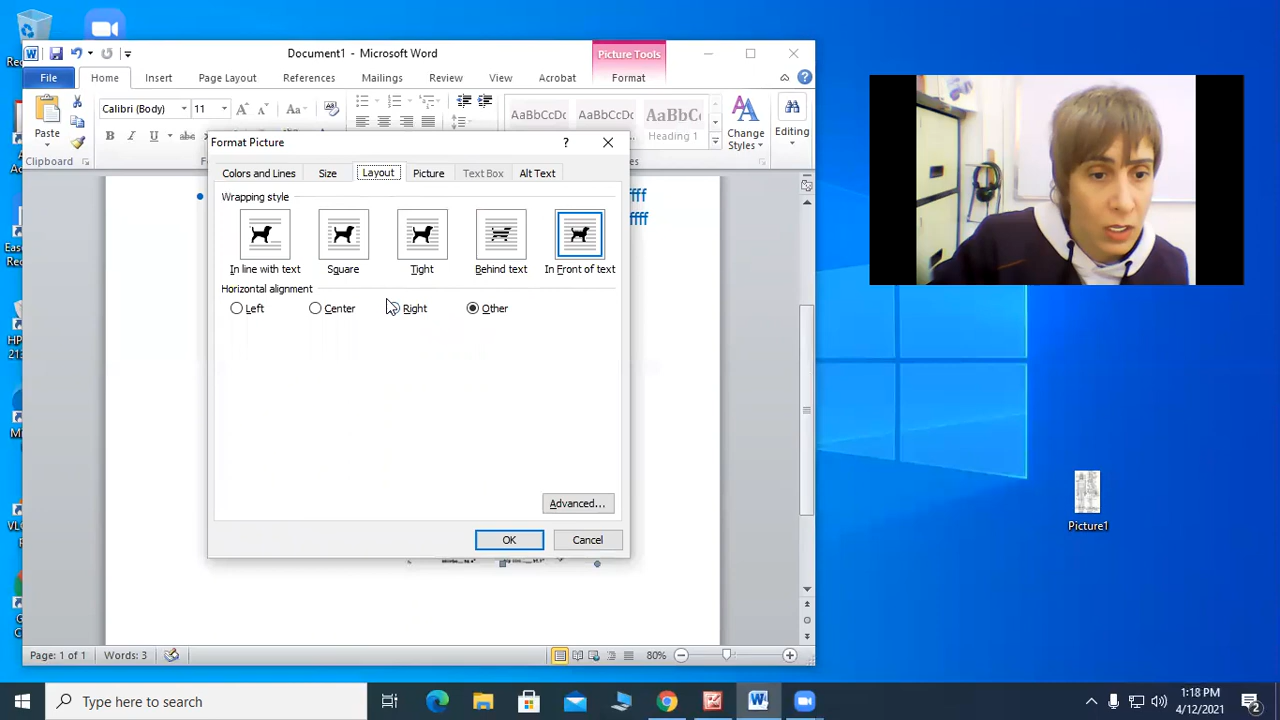 Document1 - Microsoft Word
Picture Tools
File
Home
Insert
Page Layout
References
Mailings
Review
View
Acrobat
Format
Calibri (Body)
11
Paste
Clipboard
AaBbCcDc
AaBbCcDc
AaBbCc
Heading 1
Change
Styles
Editing
Format Picture
Colors and Lines
Size
Layout
Picture
Text Box
Alt Text
Wrapping style
In line with text
Square
Tight
Behind text
In Front of text
Horizontal alignment
Left
Center
Right
Other
Advanced...
OK
Cancel
Page: 1 of 1
Words: 3
80%
Picture1
Type here to search
1:18 PM
4/12/2021
2